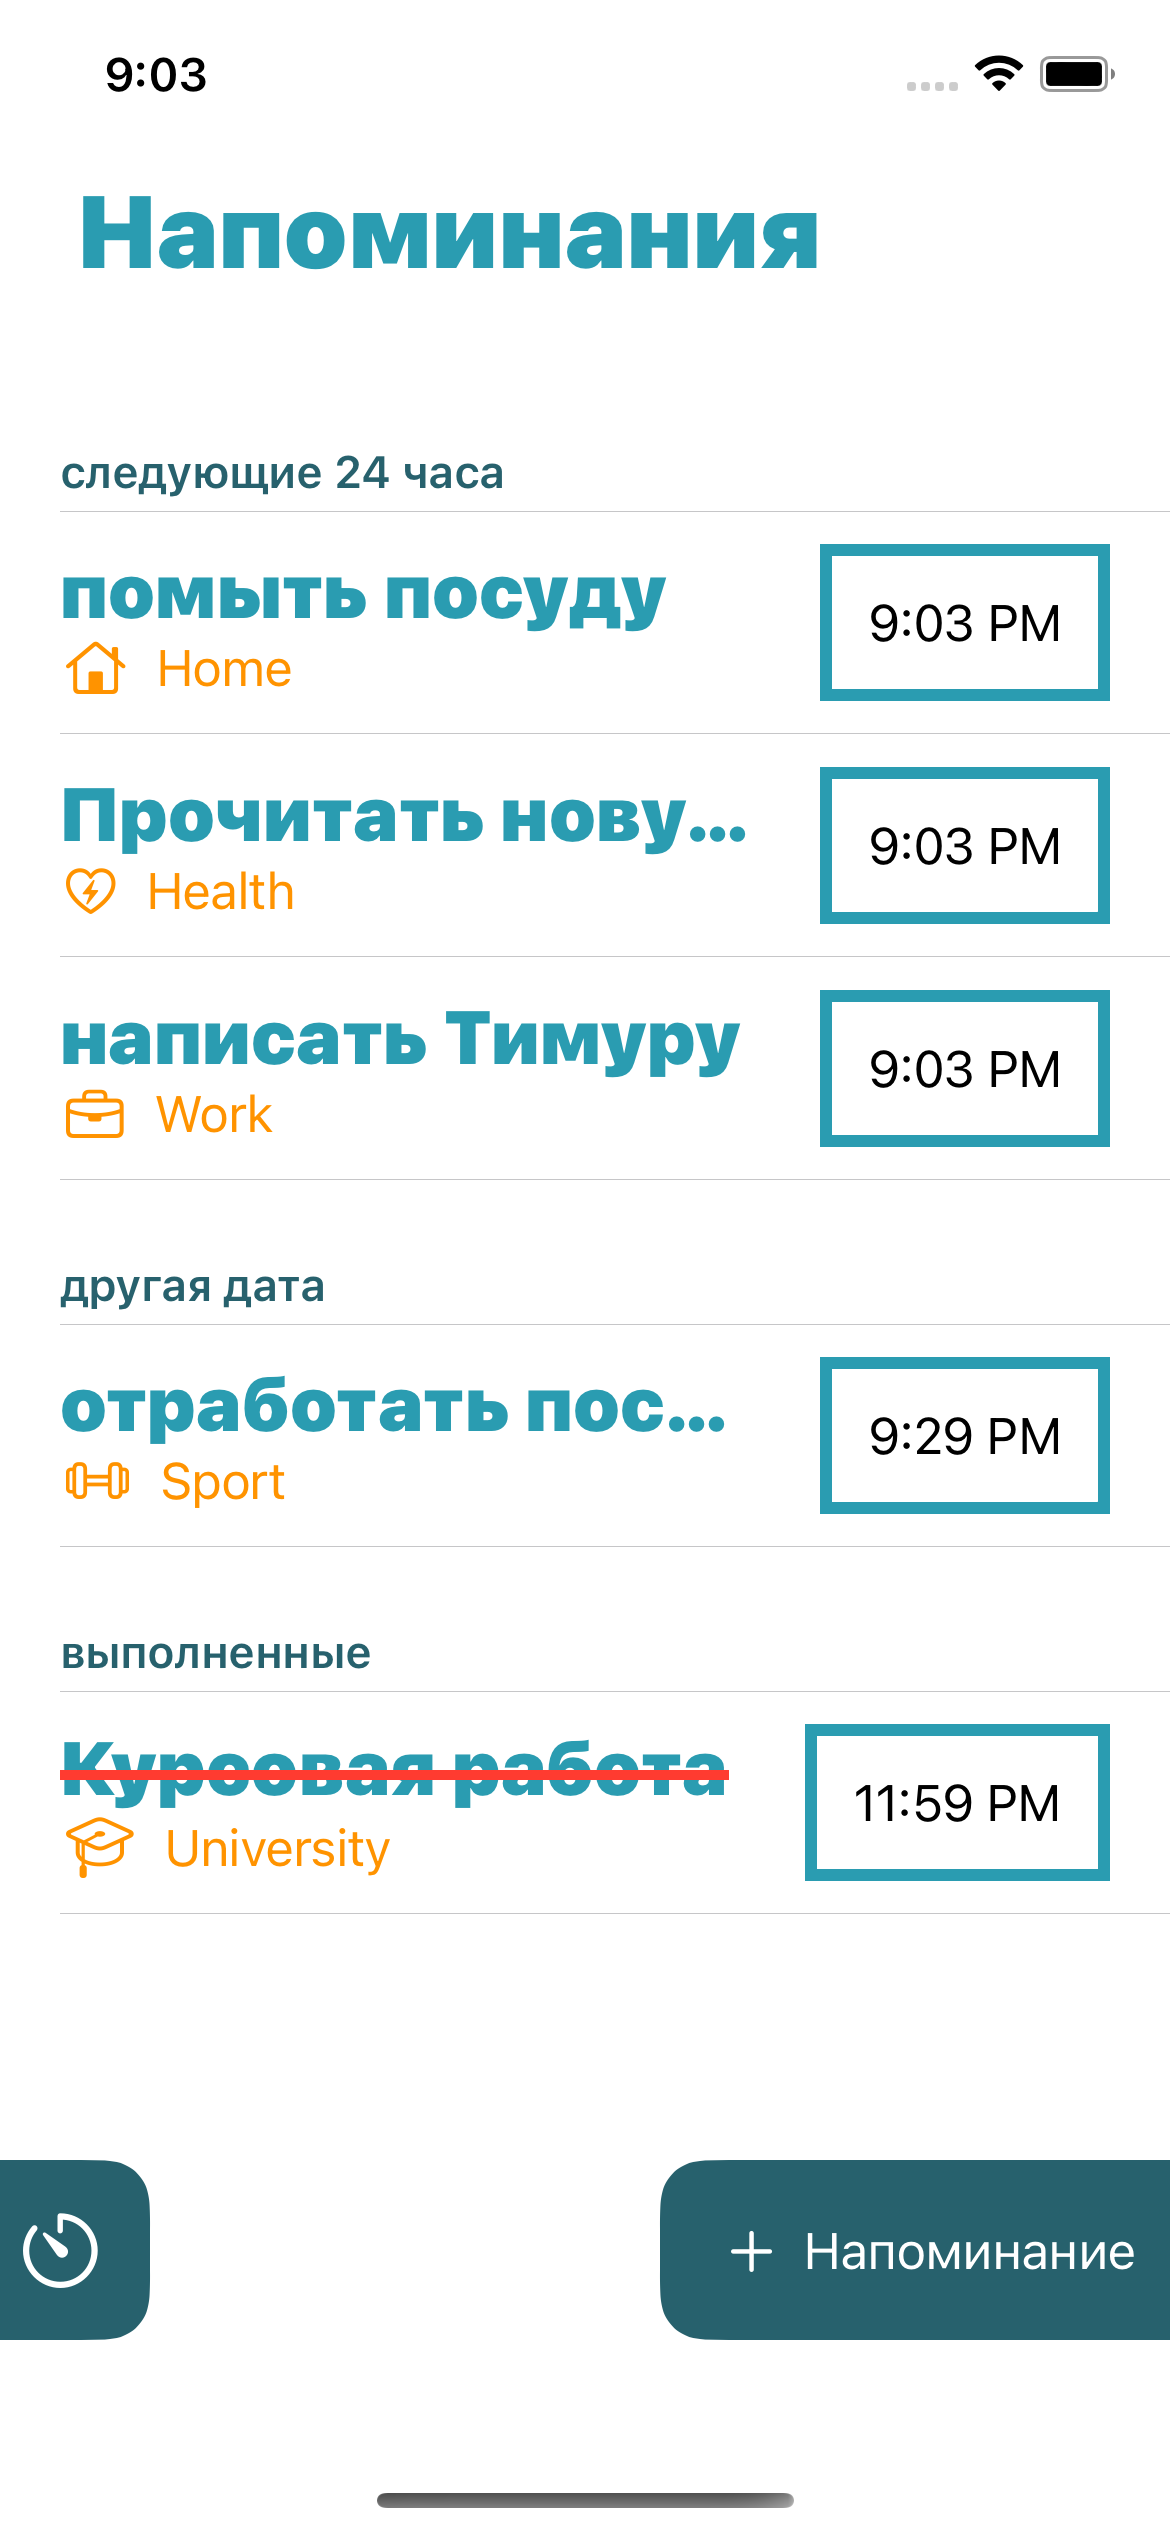 9:03
Напоминания
следующие 24 часа
помыть посуду
9:03 PM
Home
Прочитать нову...
9:03 PM
Health
написать Тимуру
9:03 PM
Work
другая дата
отработать пос...
9:29 PM
Sport
выполненные
Курсовая работа
11:59 PM
University
+ Напоминание